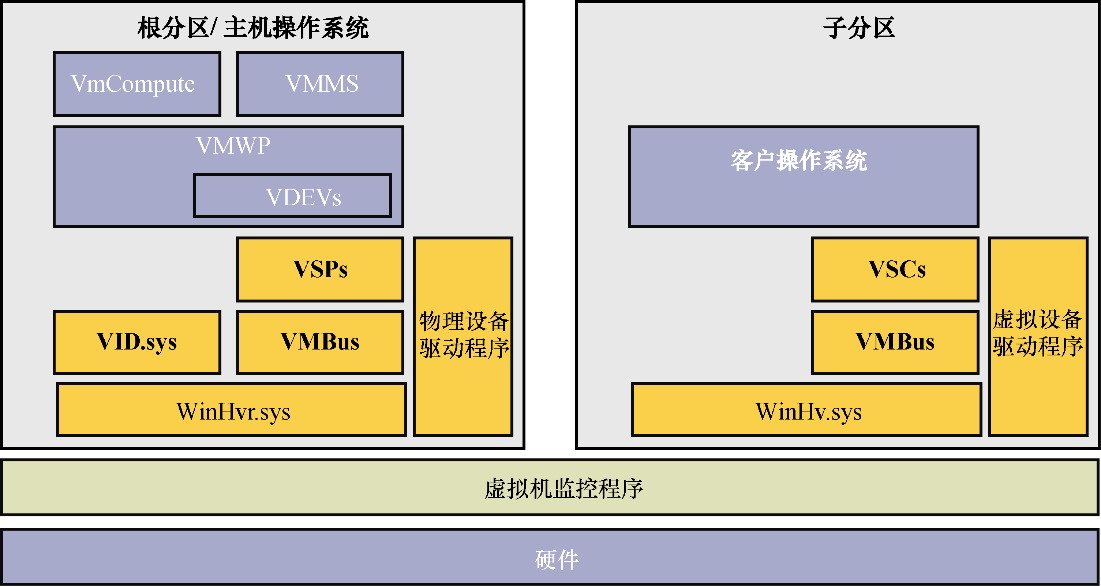 根分区/ 主机操作系统
VmCompute
VMMS
VMWP
VDEVs
VSPs
VID.sys
VMBus
物理设备
驱动程序
WinHvr.sys
子分区
客户操作系统
VSCs
VMBus
虚拟设备
驱动程序
WinHv.sys
虚拟机监控程序
硬件